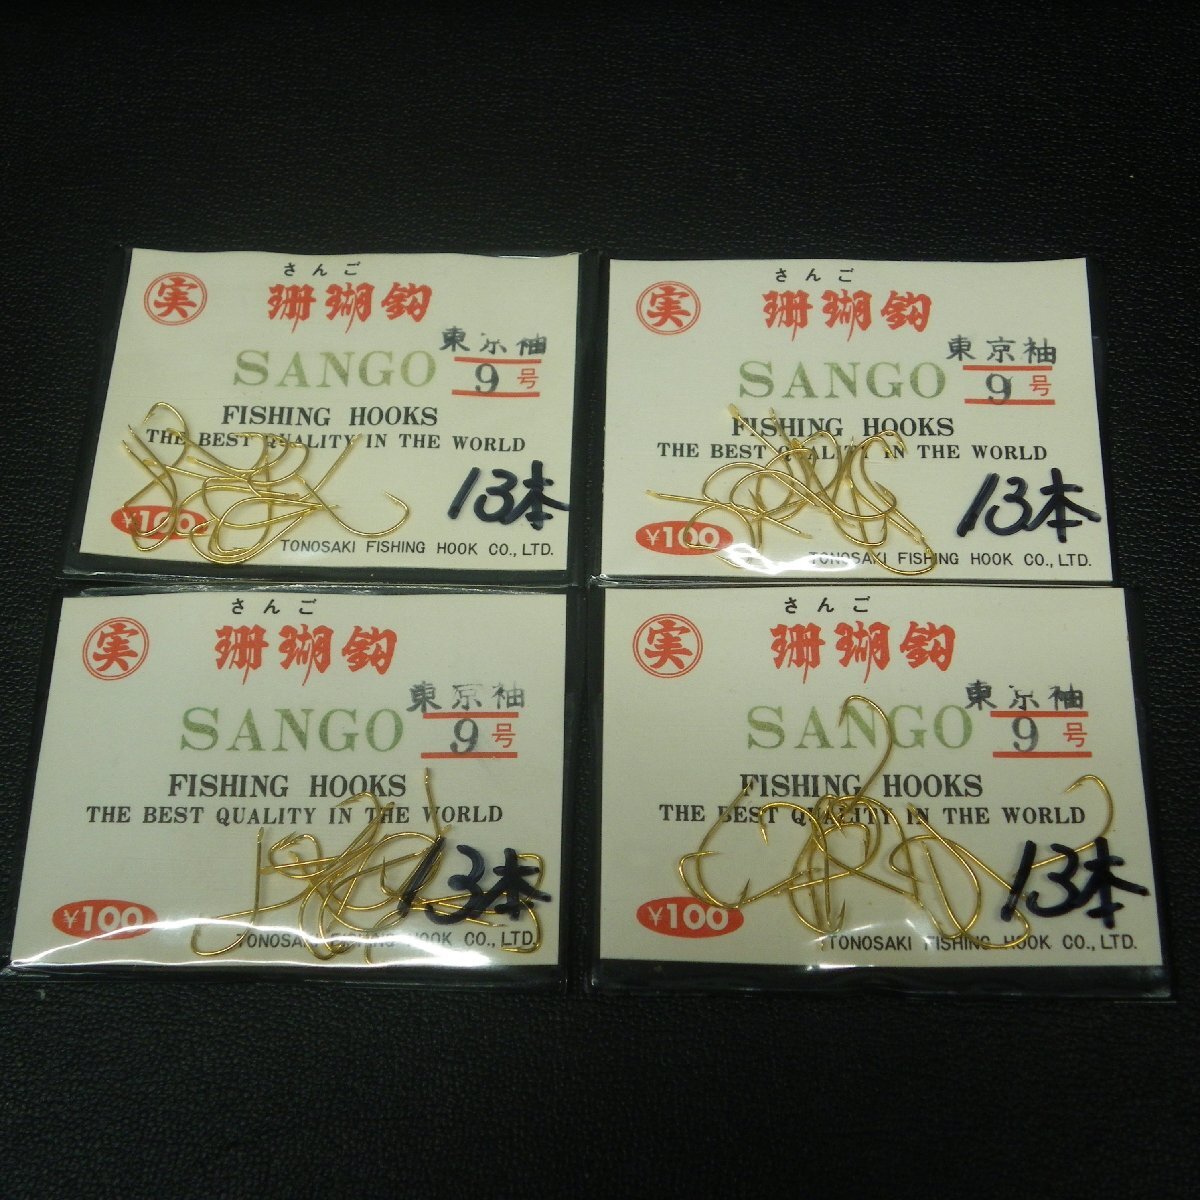 さんご
実 珊瑚鈎
東京袖
SANGO 9号
FISHING HOOKS
THE BEST QUALITY IN THE WORLD
13本
¥100
TONOSAKI FISHING HOOK CO., LTD.
さんご
実 珊瑚鈎
東京袖
SANGO 9号
FISHING HOOKS
THE BEST QUALITY IN THE WORLD
13本
¥100
TONOSAKI FISHING HOOK CO., LTD.
さんご
実 珊瑚鈎
東京袖
SANGO 9号
FISHING HOOKS
THE BEST QUALITY IN THE WORLD
13本
¥100
TONOSAKI FISHING HOOK CO., LTD.
さんご
実 珊瑚鈎
東京袖
SANGO 9号
FISHING HOOKS
THE BEST QUALITY IN THE WORLD
13本
¥100
TONOSAKI FISHING HOOK CO., LTD.